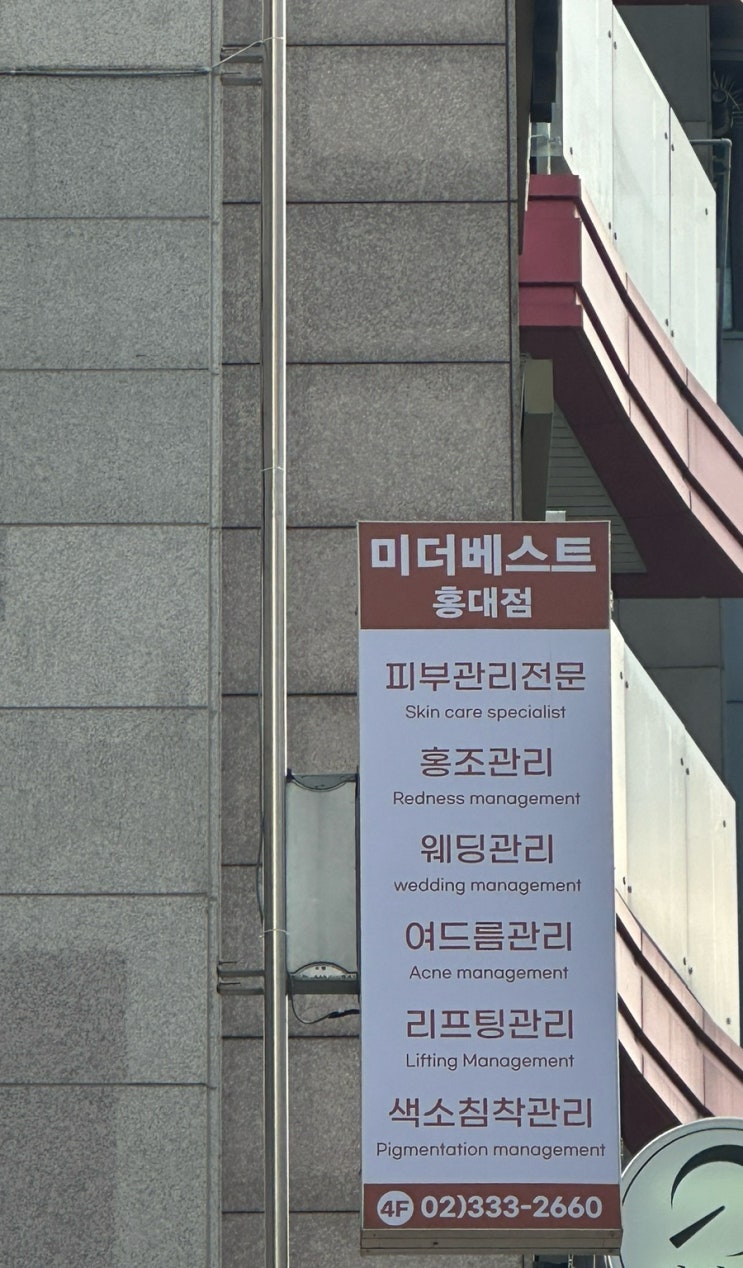 미더베스트
홍대점
피부관리전문
Skin care specialist
홍조관리
Redness management
웨딩관리
wedding management
여드름관리
Acne management
리프팅관리
Lifting Management
색소침착관리
Pigmentation management
4F 02)333-2660